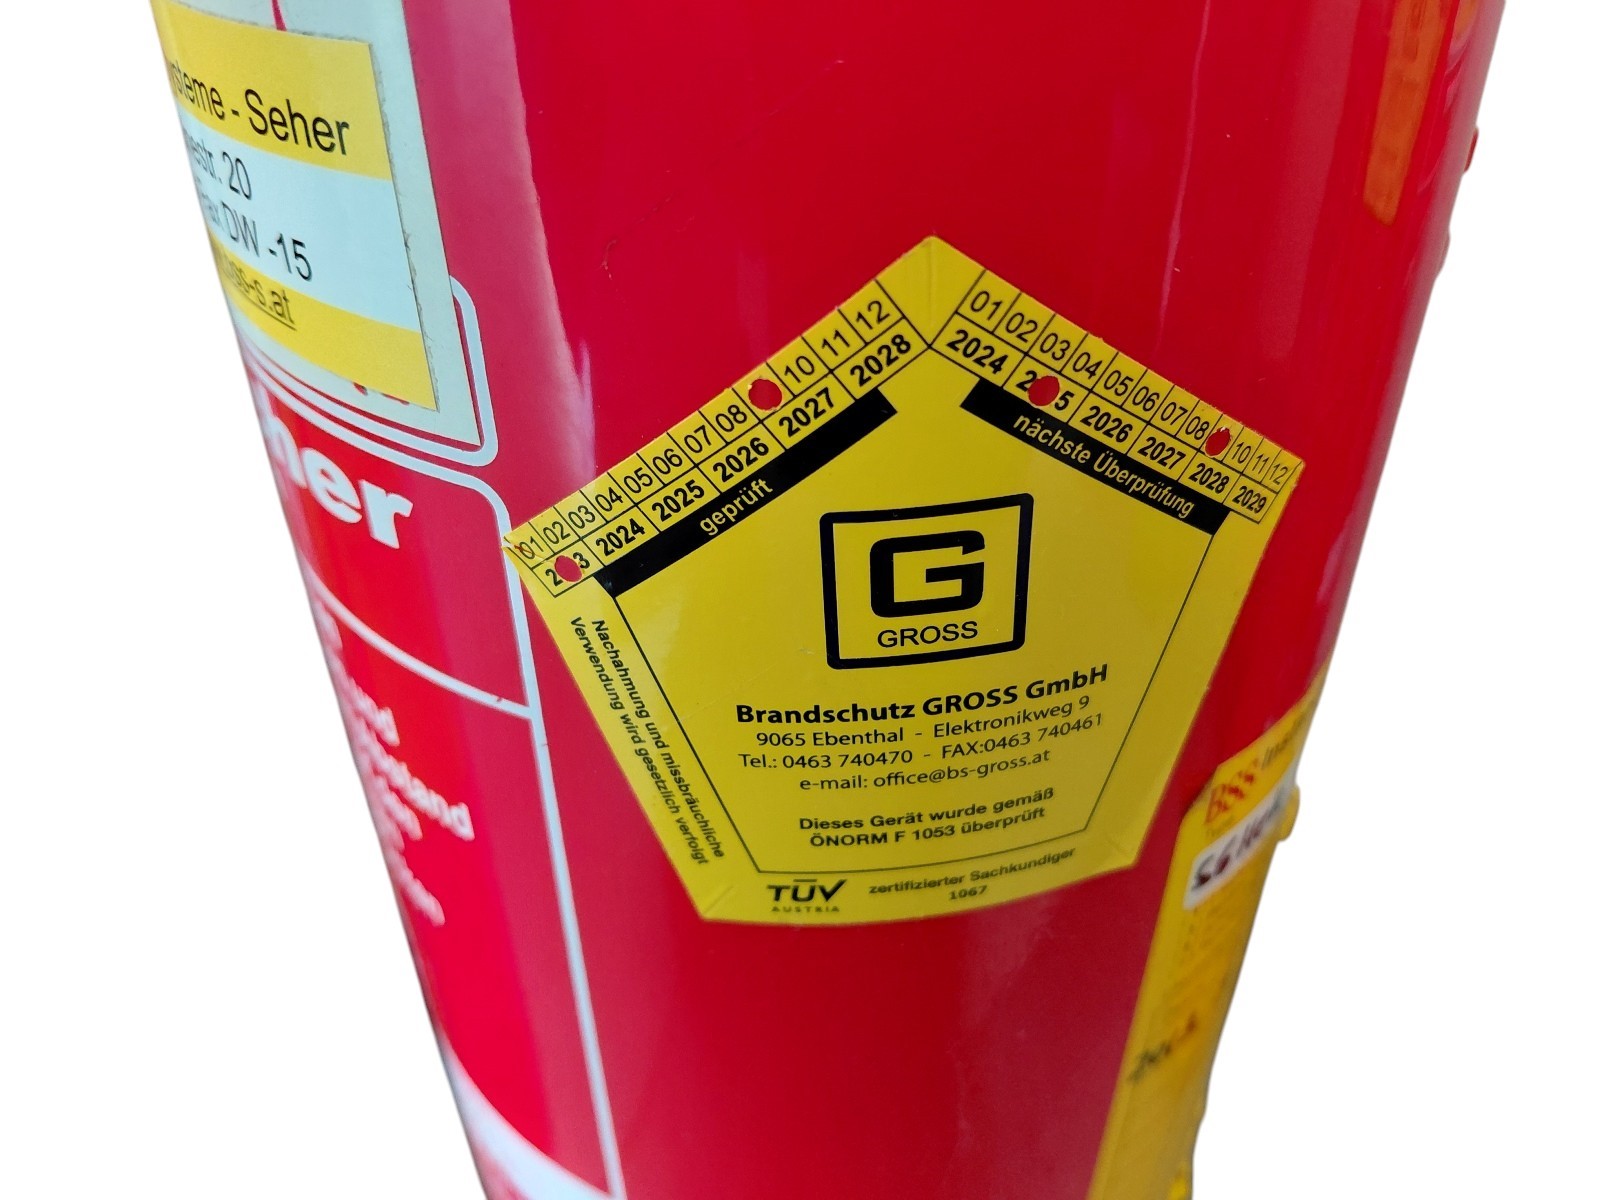 - Seher
20
DW -15
her
01 02 03 04 05 06 07 08 10 11 12
2 3 2024 2025 2026 2027 2028
geprüft
01 02 03 04 05 06 07 08 10 11 12
2024 2 5 2026 2027 2028 2029
nächste Überprüfung
G
GROSS
Brandschutz GROSS GmbH
9065 Ebenthal - Elektronikweg 9
Tel.: 0463 740470 - FAX:0463 740461
e-mail: office@bs-gross.at
Dieses Gerät wurde gemäß
ÖNORM F 1053 überprüft
Nachahmung und missbräuchliche
Verwendung wird gesetzlich verfolgt
TÜV
AUSTRIA
zertifizierter Sachkundiger
1067